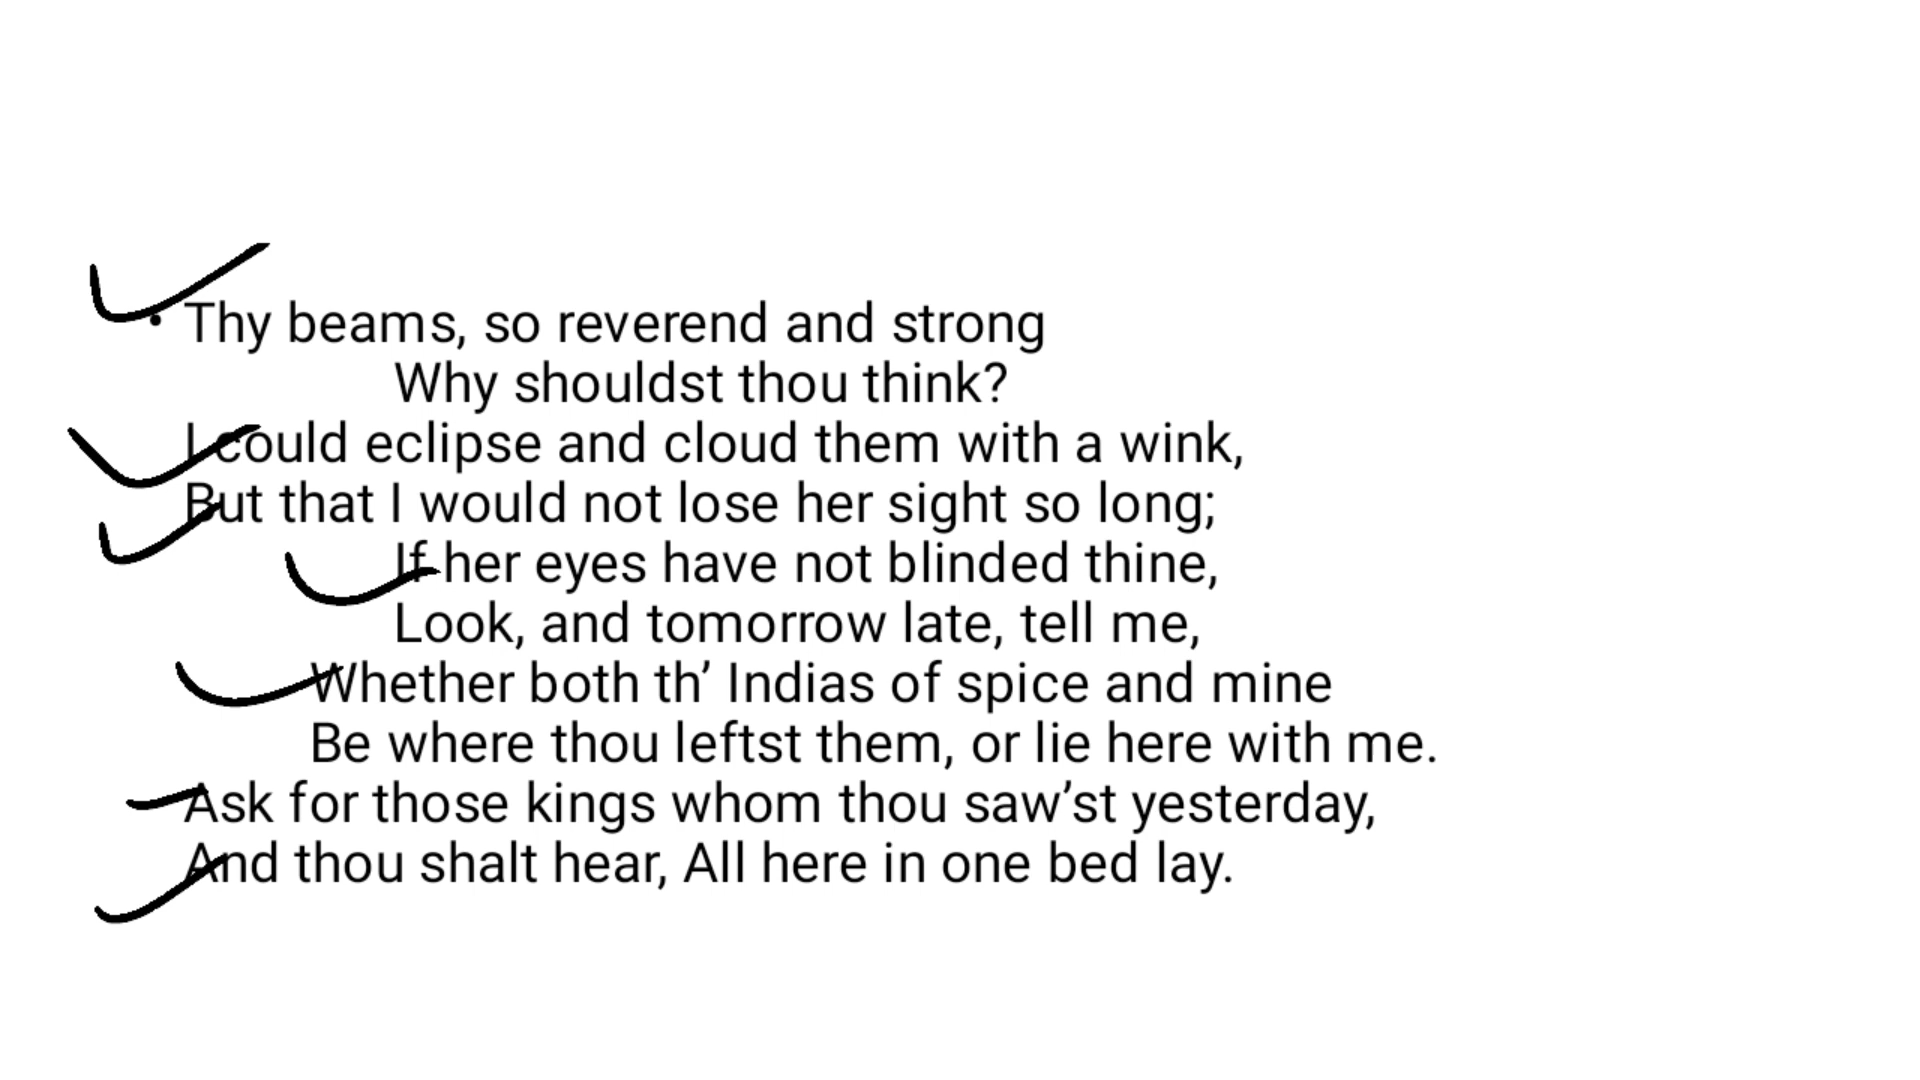 • Thy beams, so reverend and strong
Why shouldst thou think?
I could eclipse and cloud them with a wink,
But that I would not lose her sight so long;
If her eyes have not blinded thine,
Look, and tomorrow late, tell me,
Whether both th’ Indias of spice and mine
Be where thou leftst them, or lie here with me.
Ask for those kings whom thou saw’st yesterday,
And thou shalt hear, All here in one bed lay.